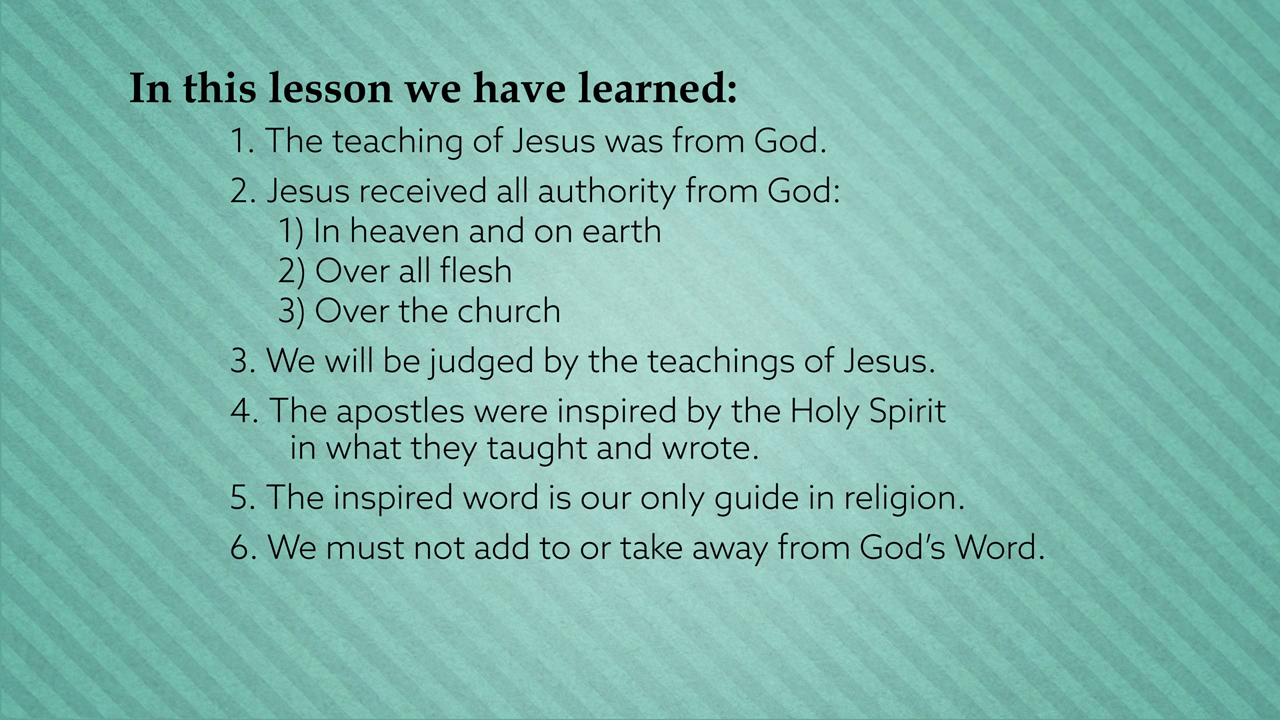 In this lesson we have learned:
1. The teaching of Jesus was from God.
2. Jesus received all authority from God:
1) In heaven and on earth
2) Over all flesh
3) Over the church
3. We will be judged by the teachings of Jesus.
4. The apostles were inspired by the Holy Spirit
in what they taught and wrote.
5. The inspired word is our only guide in religion.
6. We must not add to or take away from God’s Word.